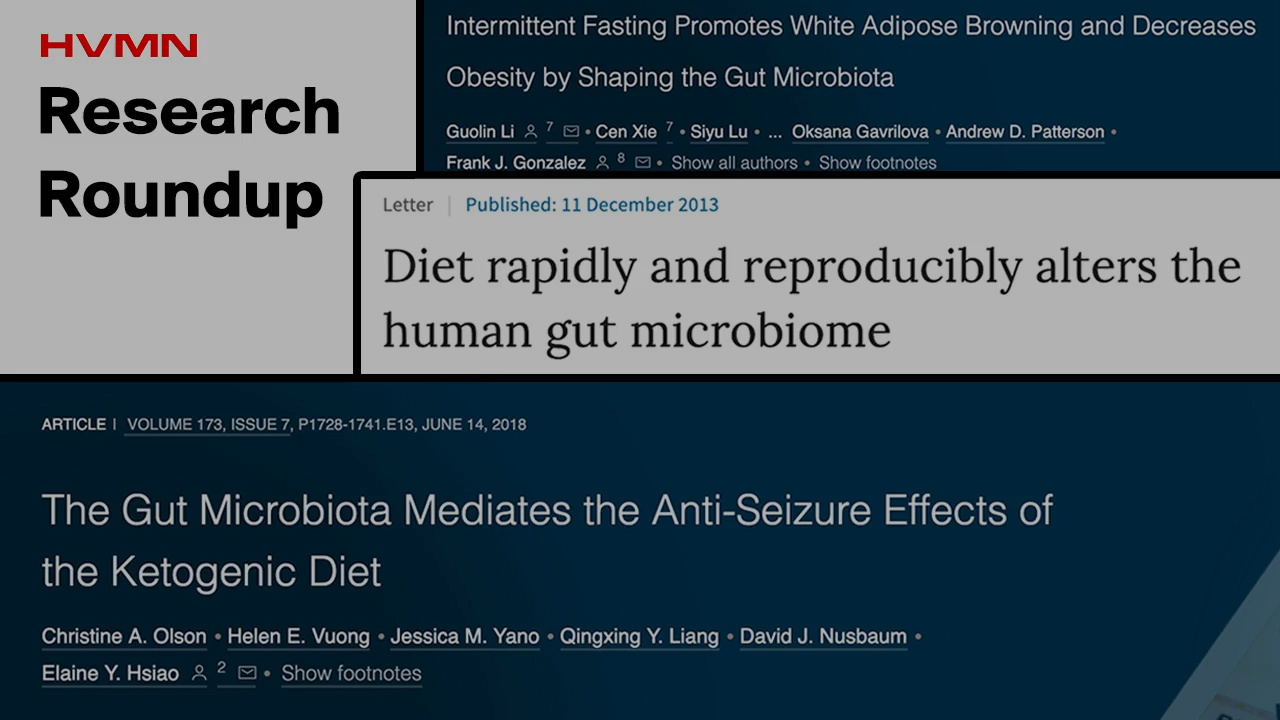 HVMN
Research
Roundup
Intermittent Fasting Promotes White Adipose Browning and Decreases
Obesity by Shaping the Gut Microbiota
Guolin Li 7 • Cen Xie 7 • Siyu Lu • ... Oksana Gavrilova • Andrew D. Patterson •
Frank J. Gonzalez 8 • Show all authors • Show footnotes
Letter | Published: 11 December 2013
Diet rapidly and reproducibly alters the
human gut microbiome
ARTICLE | VOLUME 173, ISSUE 7, P1728-1741.E13, JUNE 14, 2018
The Gut Microbiota Mediates the Anti-Seizure Effects of
the Ketogenic Diet
Christine A. Olson • Helen E. Vuong • Jessica M. Yano • Qingxing Y. Liang • David J. Nusbaum •
Elaine Y. Hsiao 2 • Show footnotes